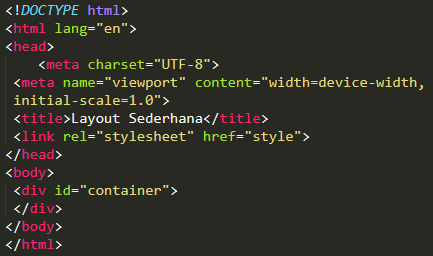 <!DOCTYPE html>
<html lang="en">
<head>
<meta charset="UTF-8">
<meta name="viewport" content="width=device-width,
initial-scale=1.0">
<title>Layout Sederhana</title>
<link rel="stylesheet" href="style">
</head>
<body>
<div id="container">
</div>
</body>
</html>